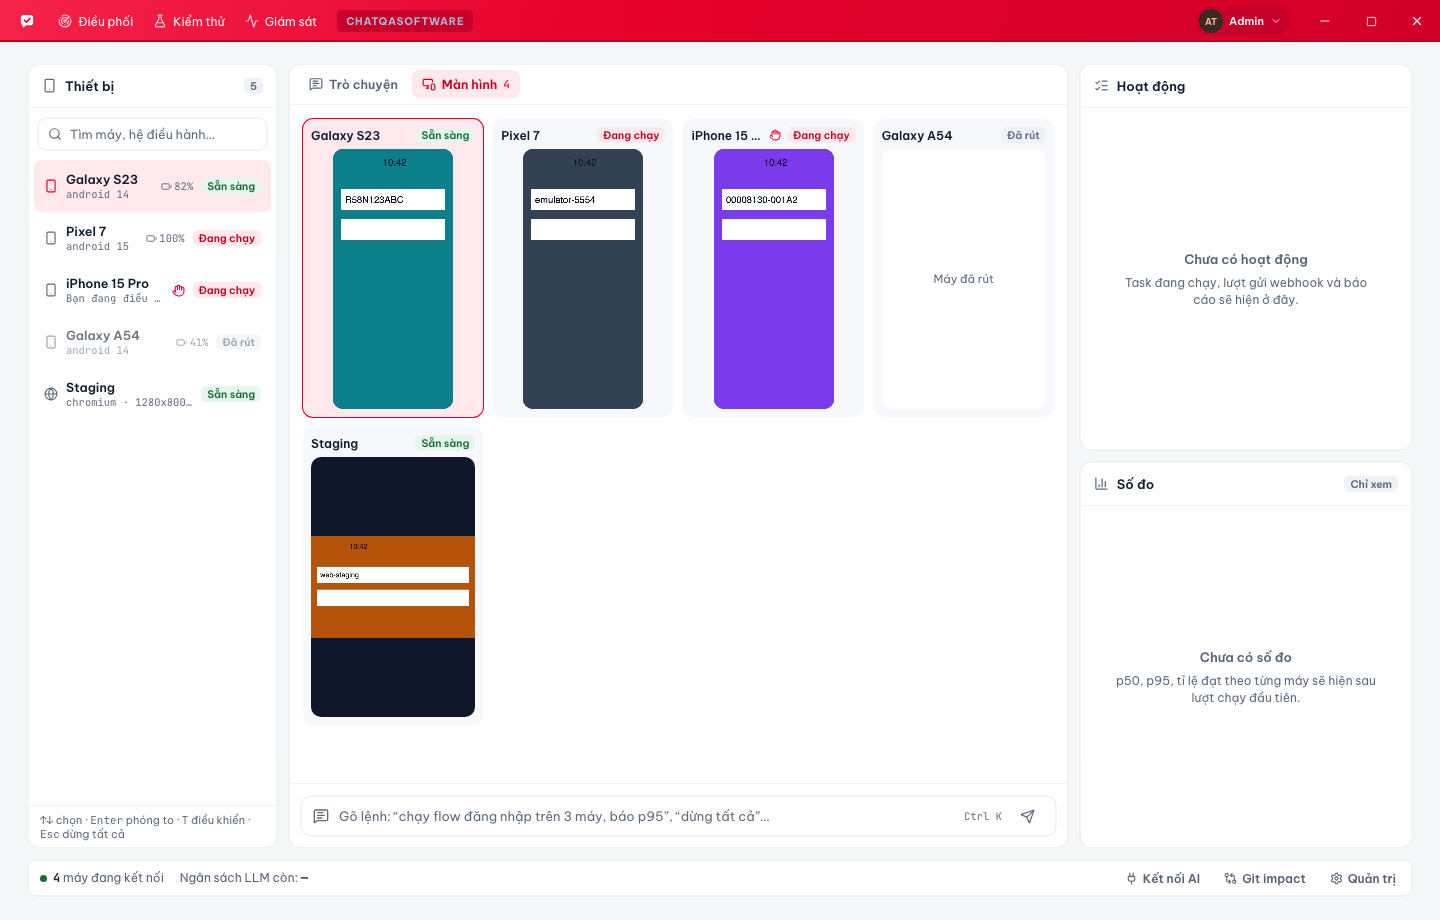 Điều phối
Kiểm thử
Giám sát
CHATQASOFTWARE
AT
Admin
Thiết bị
5
Tìm máy, hệ điều hành...
Galaxy S23
android 14
82%
Sẵn sàng
Pixel 7
android 15
100%
Đang chạy
iPhone 15 Pro
Bạn đang điều …
Đang chạy
Galaxy A54
android 14
41%
Đã rút
Staging
chromium · 1280x800…
Sẵn sàng
↑↓ chọn · Enter phóng to · T điều khiển ·
Esc dừng tất cả
Trò chuyện
Màn hình 4
Galaxy S23
Sẵn sàng
10:42
R58N123ABC
Pixel 7
Đang chạy
10:42
emulator-5554
iPhone 15 ...
Đang chạy
10:42
00008130-001A2
Galaxy A54
Đã rút
Máy đã rút
Staging
Sẵn sàng
10:42
web-staging
Gõ lệnh: “chạy flow đăng nhập trên 3 máy, báo p95”, “dừng tất cả”...
Ctrl K
Hoạt động
Chưa có hoạt động
Task đang chạy, lượt gửi webhook và báo
cáo sẽ hiện ở đây.
Số đo
Chỉ xem
Chưa có số đo
p50, p95, tỉ lệ đạt theo từng máy sẽ hiện sau
lượt chạy đầu tiên.
4 máy đang kết nối
Ngân sách LLM còn: –
Kết nối AI
Git impact
Quản trị